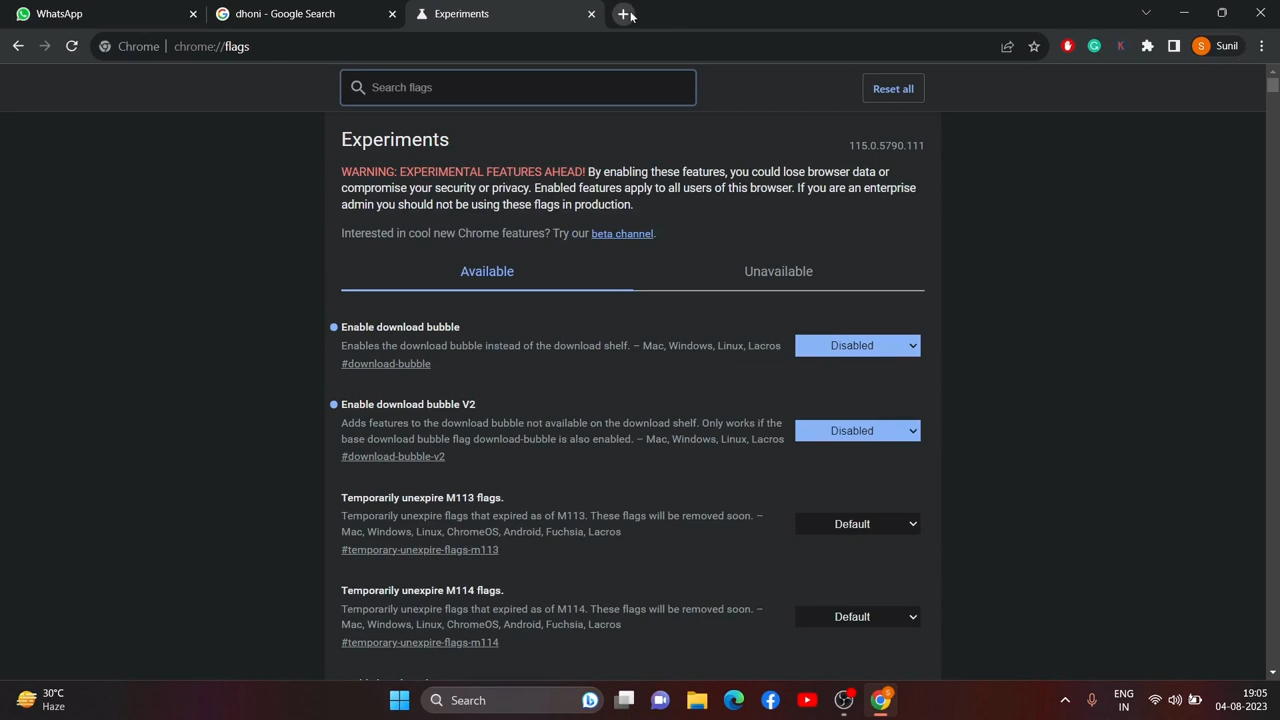 WhatsApp
dhoni - Google Search
Experiments
Chrome chrome://flags
Sunil
Search flags
Reset all
Experiments
115.0.5790.111
WARNING: EXPERIMENTAL FEATURES AHEAD! By enabling these features, you could lose browser data or
compromise your security or privacy. Enabled features apply to all users of this browser. If you are an enterprise
admin you should not be using these flags in production.
Interested in cool new Chrome features? Try our beta channel.
Available
Unavailable
Enable download bubble
Enables the download bubble instead of the download shelf. – Mac, Windows, Linux, Lacros
#download-bubble
Disabled
Enable download bubble V2
Adds features to the download bubble not available on the download shelf. Only works if the
base download bubble flag download-bubble is also enabled. – Mac, Windows, Linux, Lacros
#download-bubble-v2
Disabled
Temporarily unexpire M113 flags.
Temporarily unexpire flags that expired as of M113. These flags will be removed soon. –
Mac, Windows, Linux, ChromeOS, Android, Fuchsia, Lacros
#temporary-unexpire-flags-m113
Default
Temporarily unexpire M114 flags.
Temporarily unexpire flags that expired as of M114. These flags will be removed soon. –
Mac, Windows, Linux, ChromeOS, Android, Fuchsia, Lacros
#temporary-unexpire-flags-m114
Default
30°C
Haze
Search
ENG
IN
19:05
04-08-2023